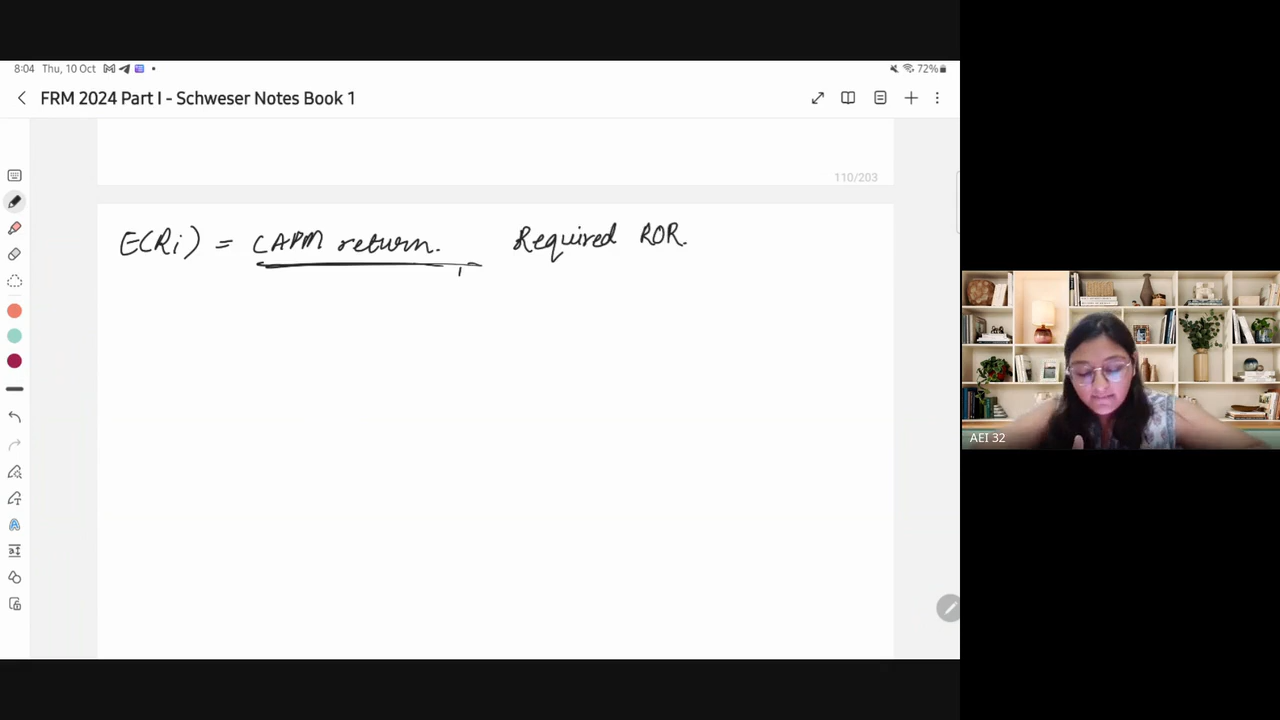 8:04 Thu, 10 Oct 72%
FRM 2024 Part I - Schweser Notes Book 1
110/203
E(Ri) = CAPM return. Required ROR.
AEI 32